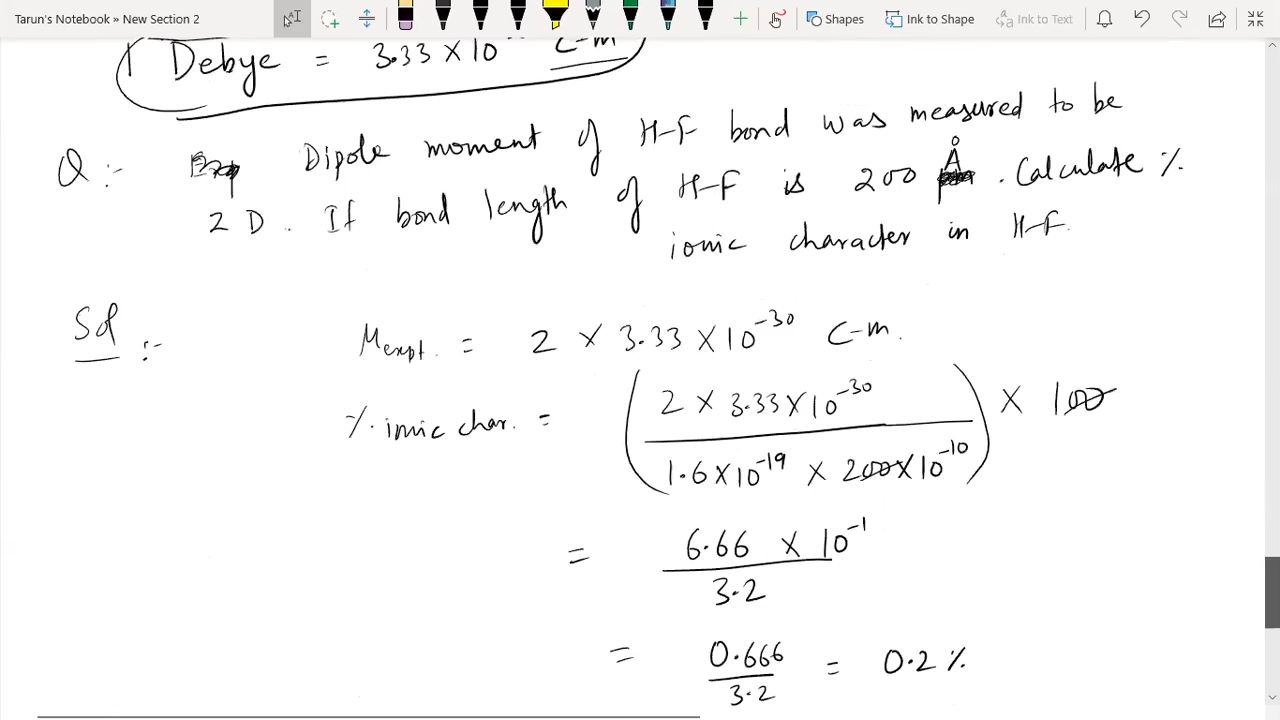 Tarun's Notebook » New Section 2
Shapes Ink to Shape Ink to Text
1 Debye = 3.33 X 10 C-m
Q :- Dipole moment of H-F bond was measured to be
2 D. If bond length of H-F is 200 Å. Calculate %
ionic character in H-F.
Sol :- μexpt. = 2 X 3.33 X 10⁻³⁰ C-m.
%. ionic char. = (2 X 3.33 X 10⁻³⁰ / 1.6 X 10⁻¹⁹ X 200 X 10⁻¹⁰) X 100
= 6.66 X 10⁻¹ / 3.2
= 0.666 / 3.2 = 0.2 %